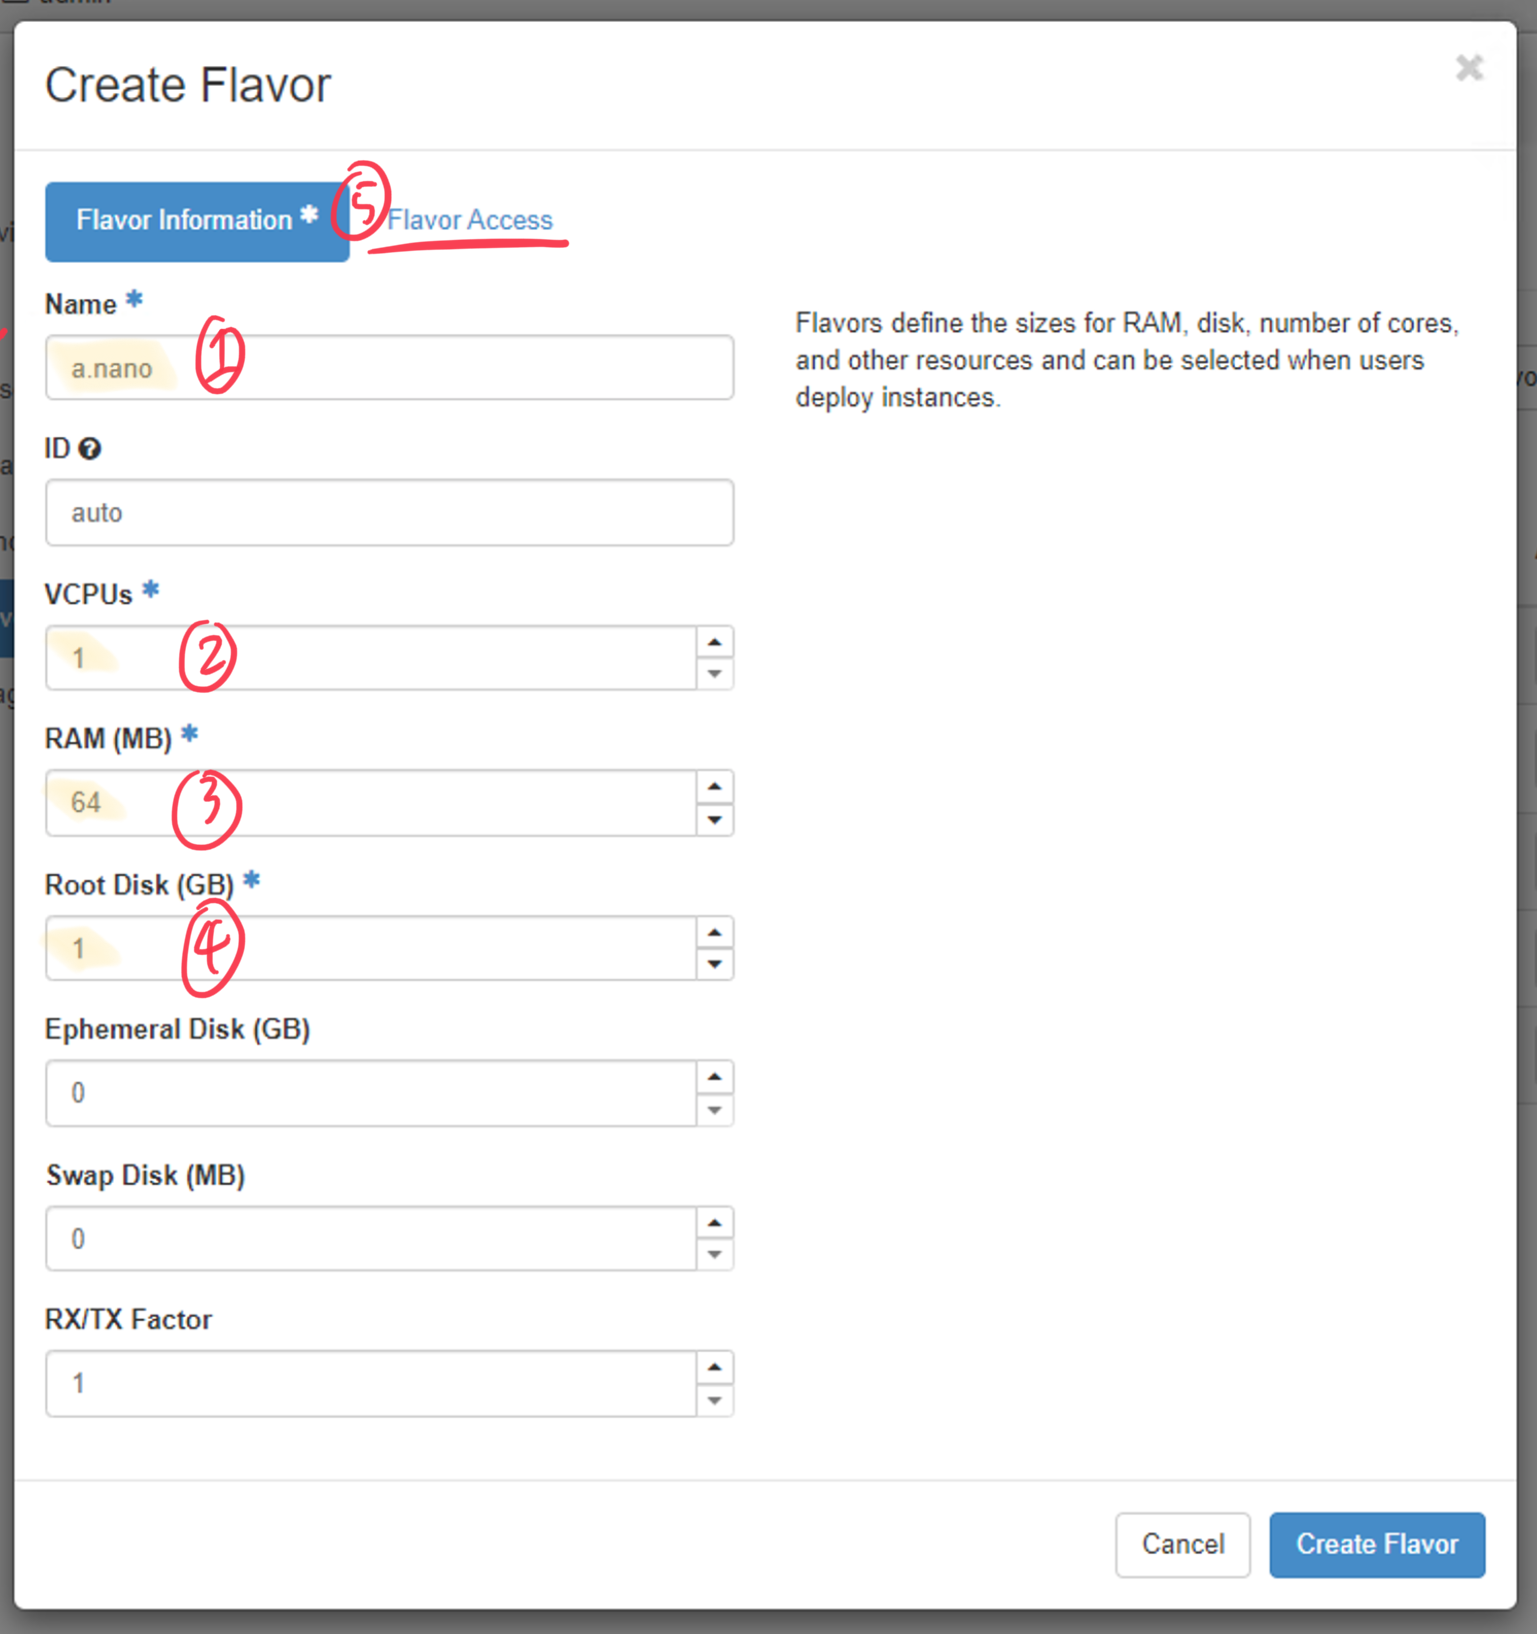 admin
Create Flavor
Flavor Information * ⑤ Flavor Access
Name *
a.nano ①
Flavors define the sizes for RAM, disk, number of cores,
and other resources and can be selected when users
deploy instances.
ID ?
auto
VCPUs *
1 ②
RAM (MB) *
64 ③
Root Disk (GB) *
1 ④
Ephemeral Disk (GB)
0
Swap Disk (MB)
0
RX/TX Factor
1
Cancel
Create Flavor